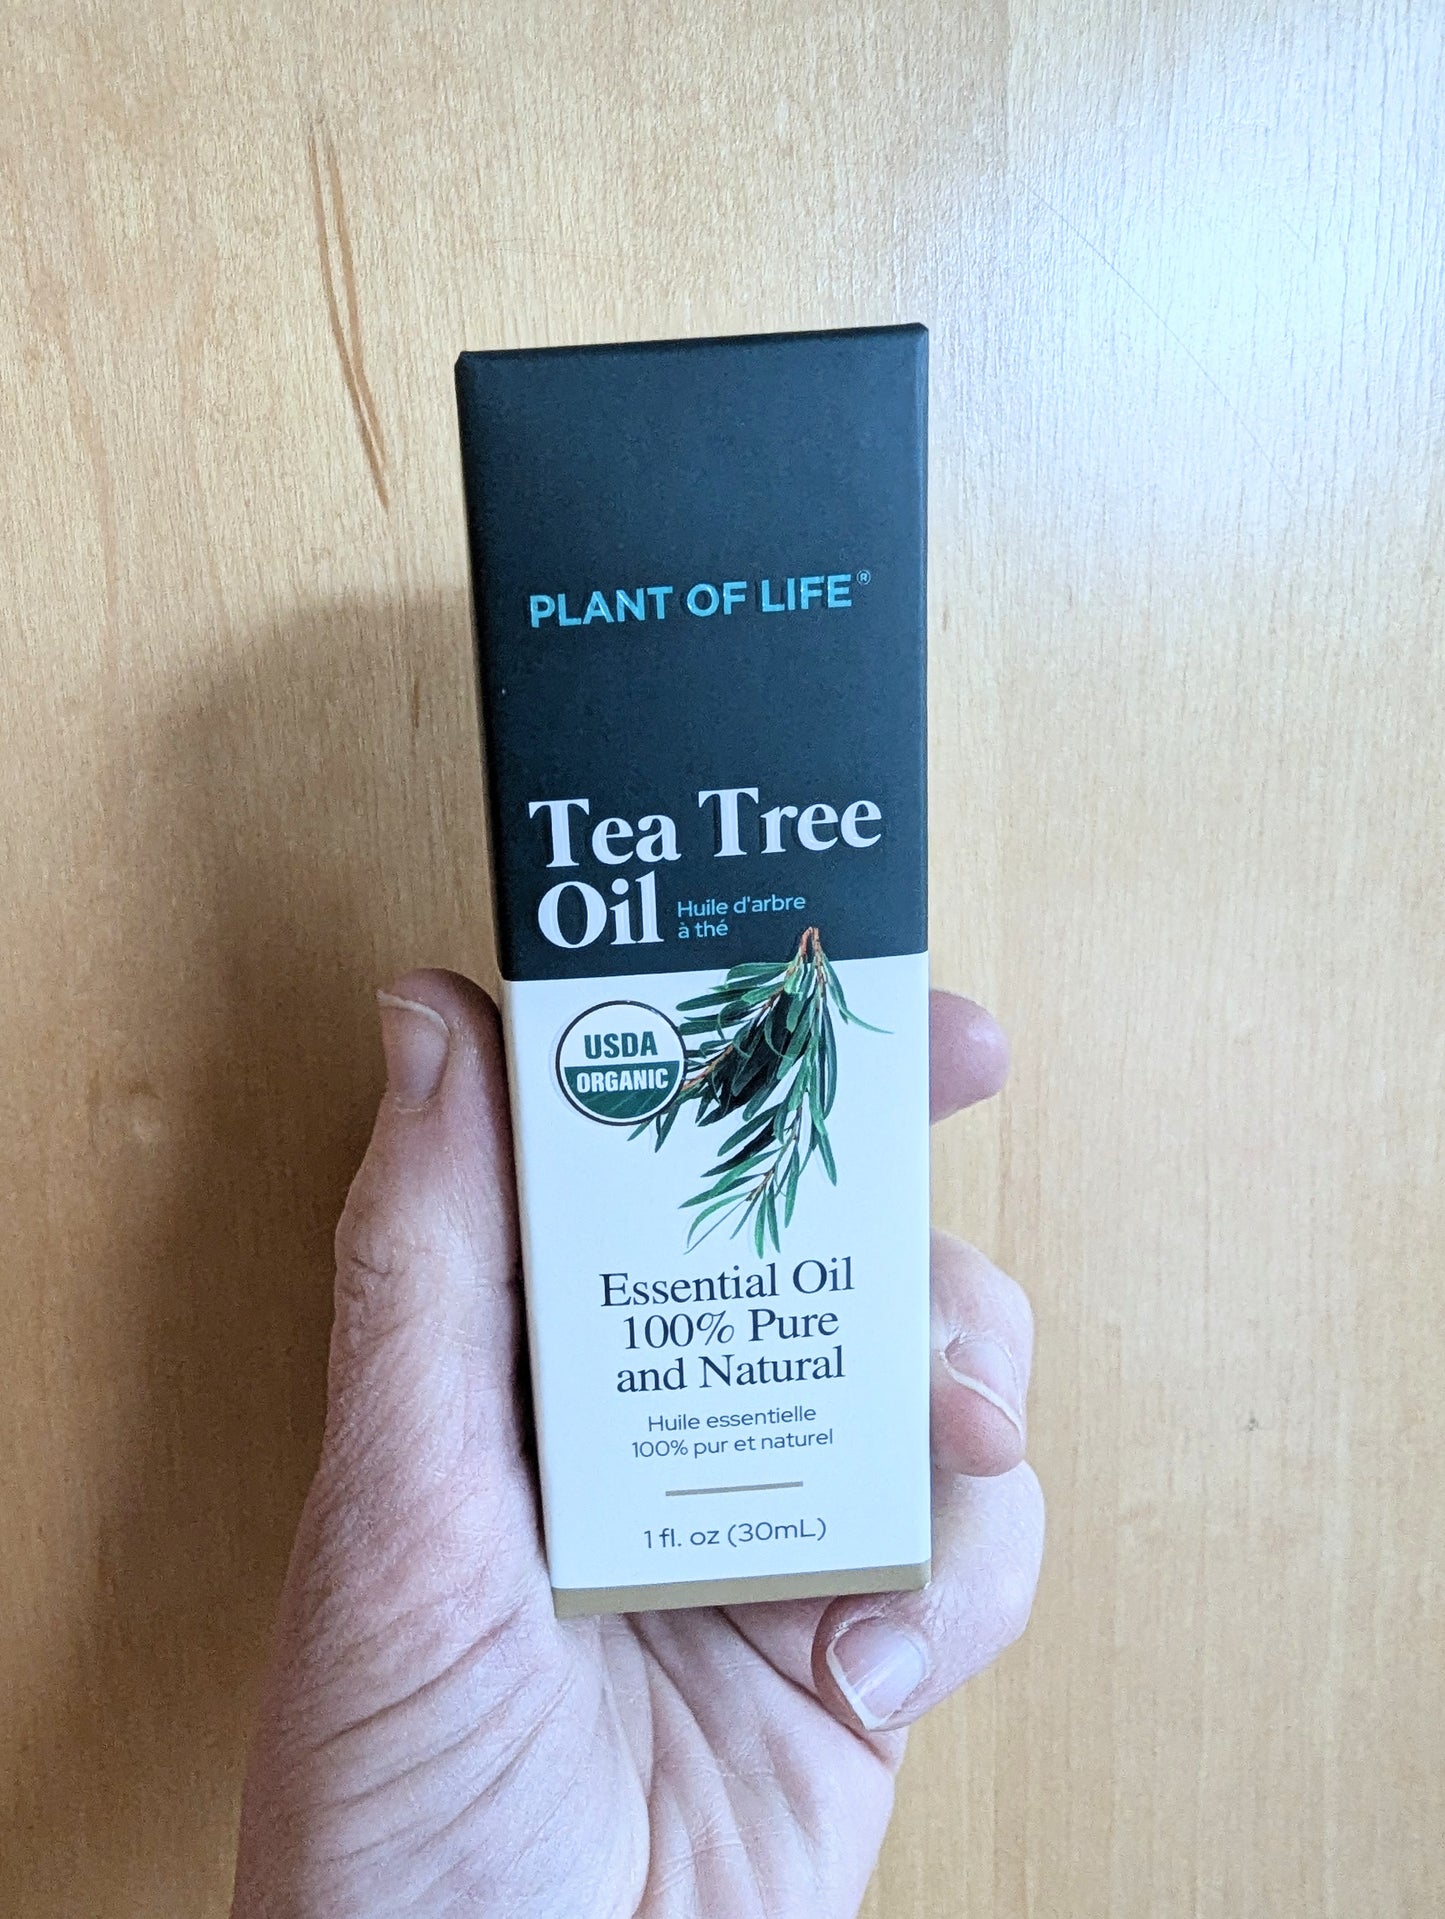 PLANT OF LIFE®
Tea Tree
Oil
Huile d'arbre
à thé
USDA
ORGANIC
Essential Oil
100% Pure
and Natural
Huile essentielle
100% pur et naturel
1 fl. oz (30mL)